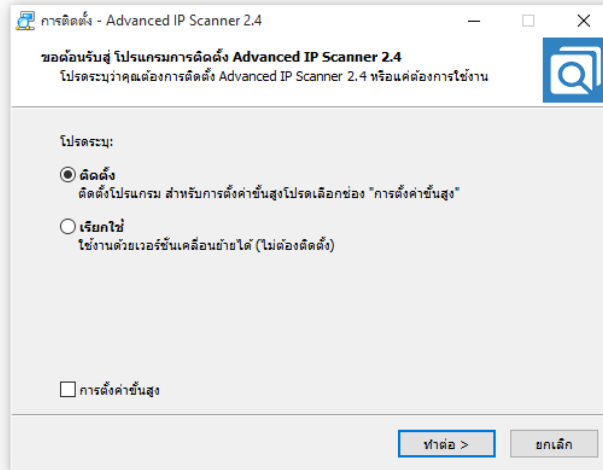 การติดตั้ง - Advanced IP Scanner 2.4
ขอต้อนรับสู่ โปรแกรมการติดตั้ง Advanced IP Scanner 2.4
โปรดระบุว่าคุณต้องการติดตั้ง Advanced IP Scanner 2.4 หรือแค่ต้องการใช้งาน
โปรดระบุ:
ติดตั้ง
ติดตั้งโปรแกรม สำหรับการตั้งค่าขั้นสูงโปรดเลือกช่อง "การตั้งค่าขั้นสูง"
เรียกใช้
ใช้งานด้วยเวอร์ชั่นเคลื่อนย้ายได้ (ไม่ต้องติดตั้ง)
การตั้งค่าขั้นสูง
ทำต่อ >
ยกเลิก